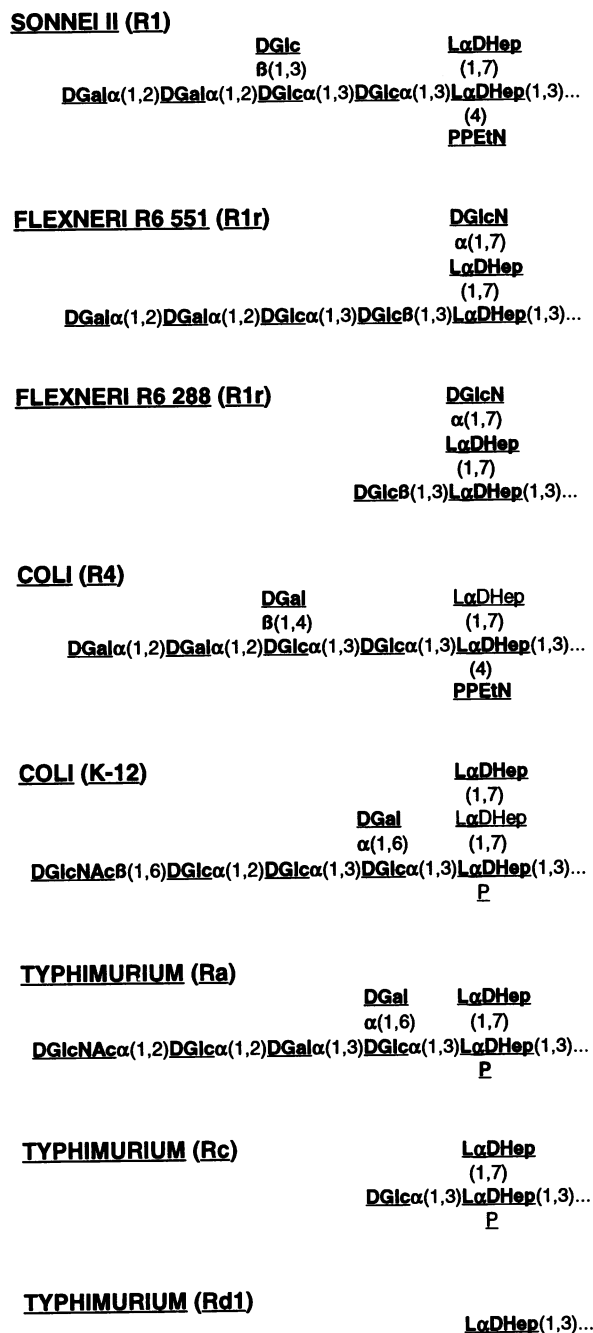 SONNEI II (R1)
DGlc LαDHep
β(1,3) (1,7)
DGalα(1,2)DGalα(1,2)DGlcα(1,3)DGlcα(1,3)LαDHep(1,3)...
(4)
PPEtN
FLEXNERI R6 551 (R1r)
DGlcN
α(1,7)
LαDHep
(1,7)
DGalα(1,2)DGalα(1,2)DGlcα(1,3)DGlcβ(1,3)LαDHep(1,3)...
FLEXNERI R6 288 (R1r)
DGlcN
α(1,7)
LαDHep
(1,7)
DGlcβ(1,3)LαDHep(1,3)...
COLI (R4)
DGal LαDHep
β(1,4) (1,7)
DGalα(1,2)DGalα(1,2)DGlcα(1,3)DGlcα(1,3)LαDHep(1,3)...
(4)
PPEtN
COLI (K-12)
LαDHep
(1,7)
DGal LαDHep
α(1,6) (1,7)
DGlcNAcβ(1,6)DGlcα(1,2)DGlcα(1,3)DGlcα(1,3)LαDHep(1,3)...
P
TYPHIMURIUM (Ra)
DGal LαDHep
α(1,6) (1,7)
DGlcNAcα(1,2)DGlcα(1,2)DGalα(1,3)DGlcα(1,3)LαDHep(1,3)...
P
TYPHIMURIUM (Rc)
LαDHep
(1,7)
DGlcα(1,3)LαDHep(1,3)...
P
TYPHIMURIUM (Rd1)
LαDHep(1,3)...